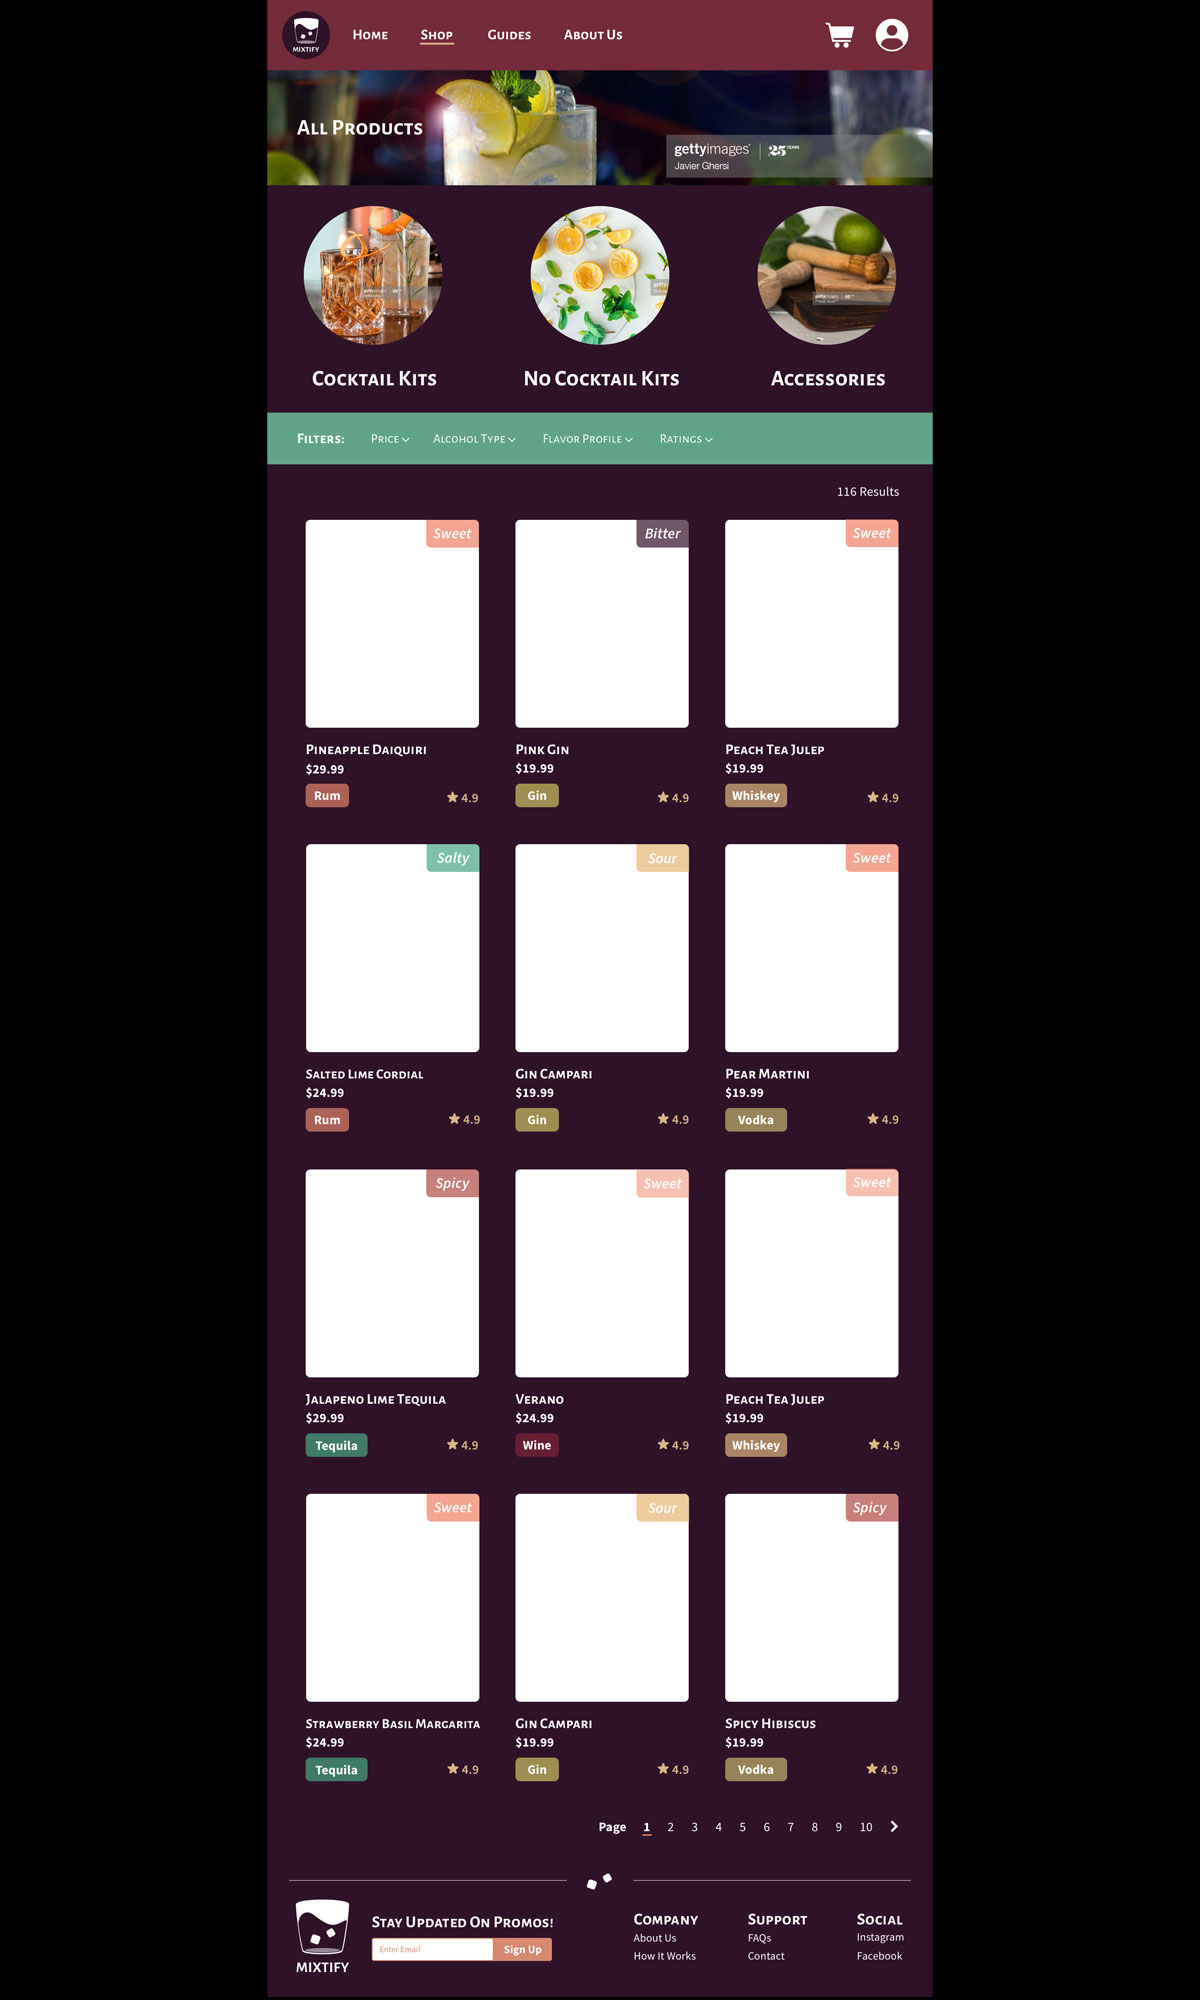 MIXTIFY
Home Shop Guides About Us
All Products
gettyimages® 25 YEARS
Javier Ghersi
gettyimages
gettyimages
Cocktail Kits No Cocktail Kits Accessories
Filters: Price Alcohol Type Flavor Profile Ratings
116 Results
Sweet Bitter Sweet
Pineapple Daiquiri Pink Gin Peach Tea Julep
$29.99 $19.99 $19.99
Rum 4.9 Gin 4.9 Whiskey 4.9
Salty Sour Sweet
Salted Lime Cordial Gin Campari Pear Martini
$24.99 $19.99 $19.99
Rum 4.9 Gin 4.9 Vodka 4.9
Spicy Sweet Sweet
Jalapeno Lime Tequila Verano Peach Tea Julep
$29.99 $24.99 $19.99
Tequila 4.9 Wine 4.9 Whiskey 4.9
Sweet Sour Spicy
Strawberry Basil Margarita Gin Campari Spicy Hibiscus
$24.99 $19.99 $19.99
Tequila 4.9 Gin 4.9 Vodka 4.9
Page 1 2 3 4 5 6 7 8 9 10
Stay Updated On Promos! Company Support Social
Enter Email Sign Up About Us FAQs Instagram
How It Works Contact Facebook
MIXTIFY